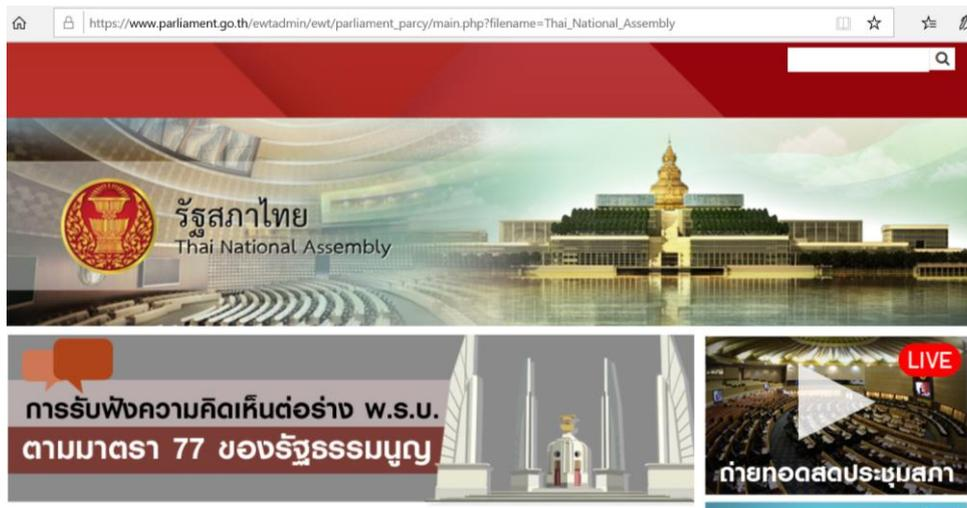 https://www.parliament.go.th/ewtadmin/ewt/parliament_parcy/main.php?filename=Thai_National_Assembly
รัฐสภาไทย
Thai National Assembly
การรับฟังความคิดเห็นต่อร่าง พ.ร.บ.
ตามมาตรา 77 ของรัฐธรรมนูญ
LIVE
ถ่ายทอดสดประชุมสภา